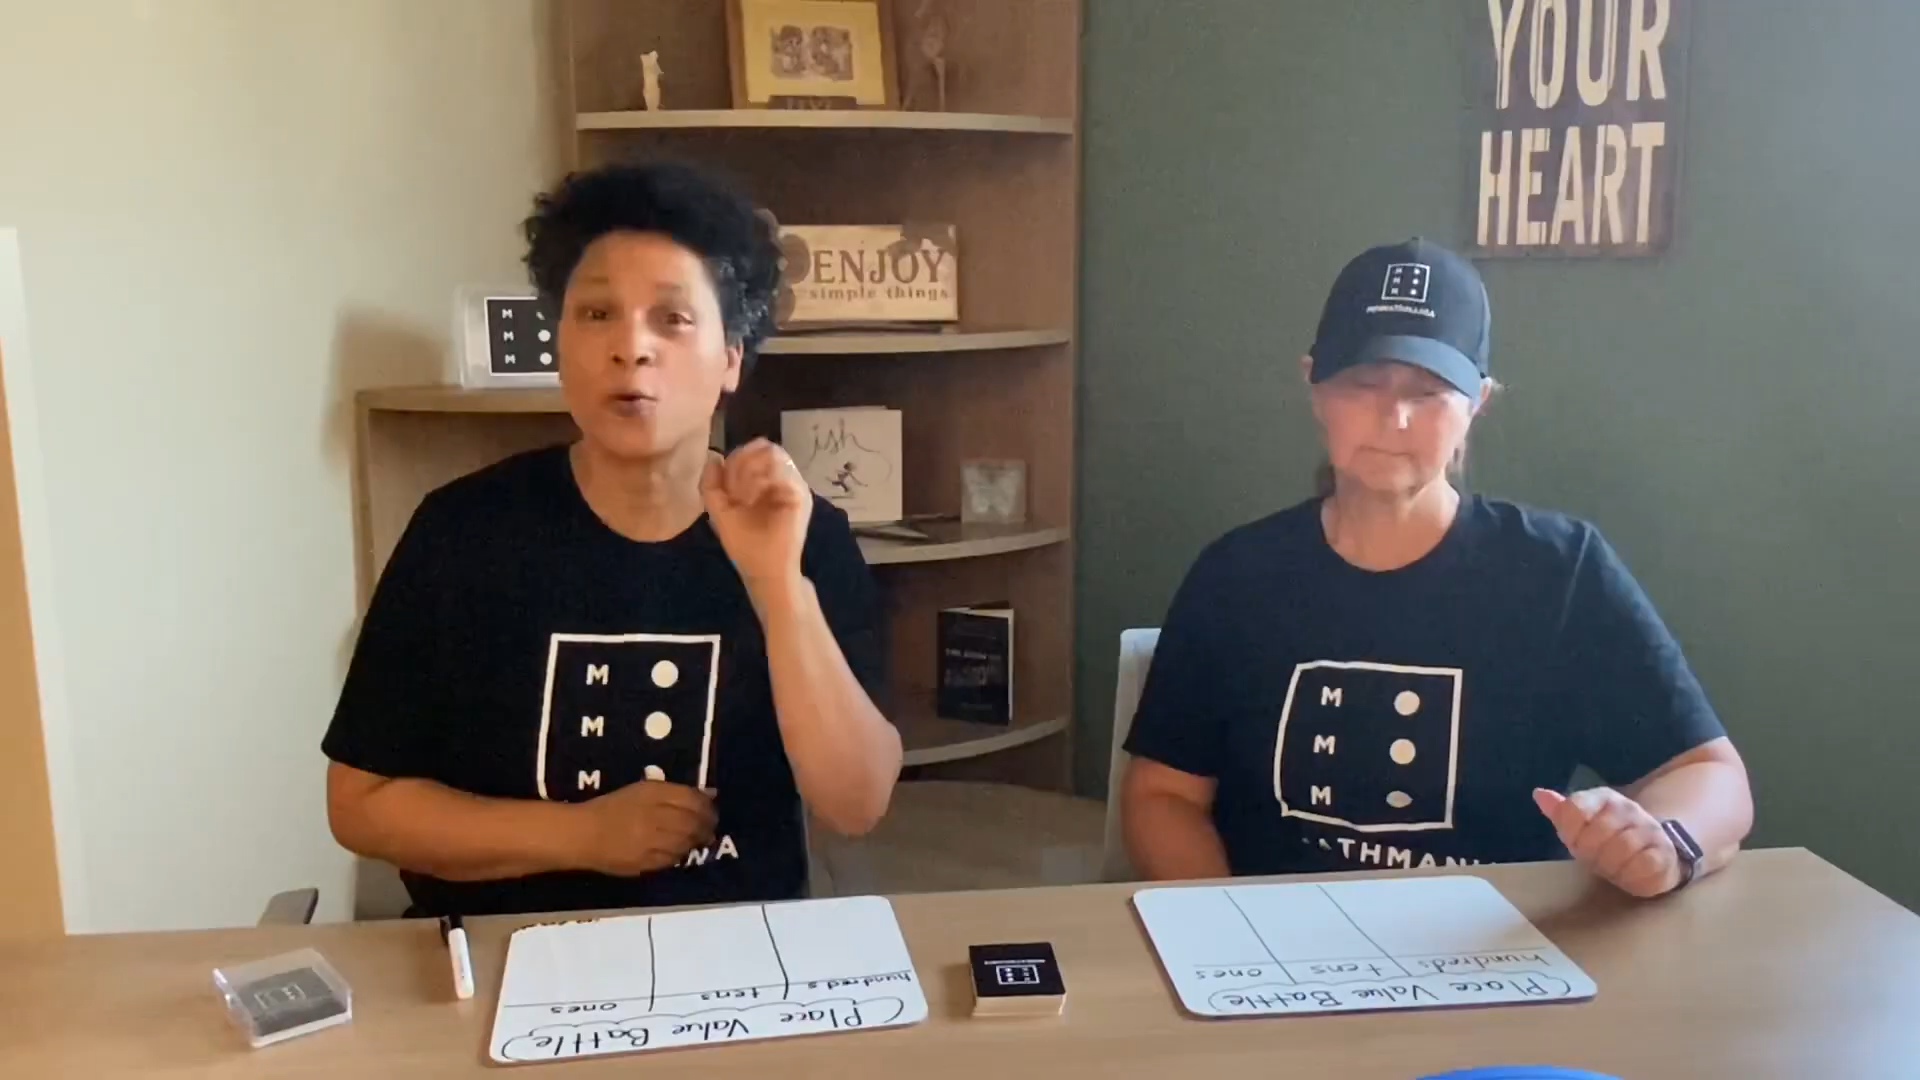 YOUR
HEART
ENJOY
simple things
ish
M
M
M
M
M
M
M
M
M
M
M
M
hundreds
tens
ones
Place Value Battle
hundreds
tens
ones
Place Value Battle